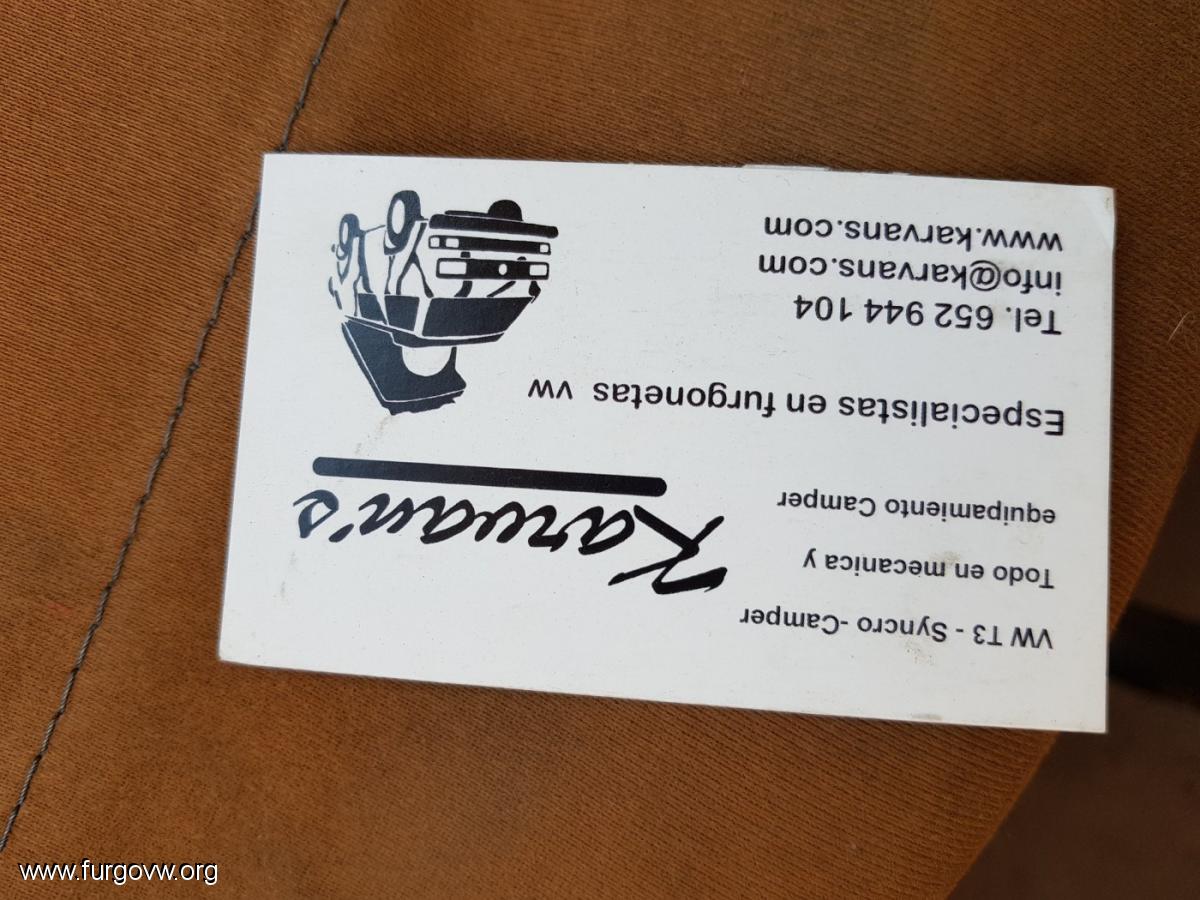 VW T3 - Syncro -Camper
Todo en mecanica y
equipamiento Camper
Karvan's
Especialistas en furgonetas vw
Tel. 652 944 104
info@karvans.com
www.karvans.com
www.furgovw.org